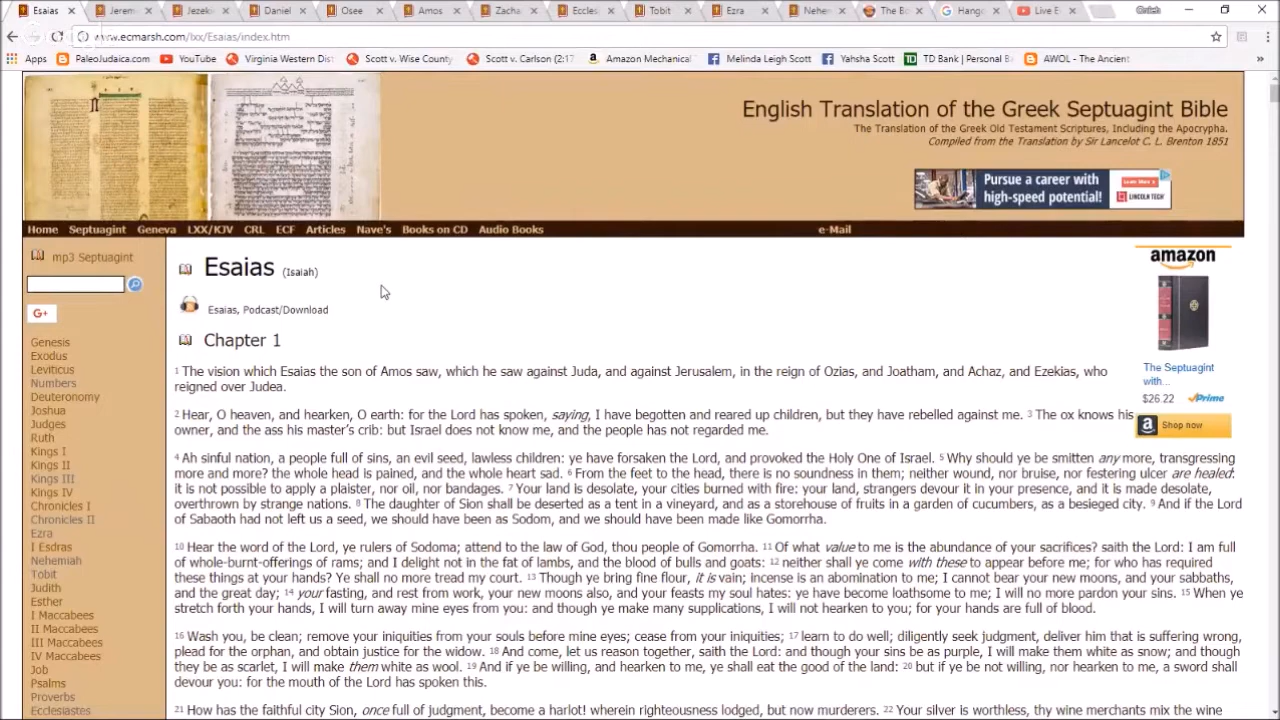 Esaias
Jerem
Jezek
Daniel
Osee
Amos
Zacha
Eccles
Tobit
Ezra
Nehem
The B
Hang
Live E
www.ecmarsh.com/lxx/Esaias/index.htm
Apps PaleoJudaica.com YouTube Virginia Western Dis Scott v. Wise County Scott v. Carlson (2:17 Amazon Mechanical Melinda Leigh Scott Yahsha Scott TD Bank | Personal B AWOL - The Ancient
English Translation of the Greek Septuagint Bible
The Translation of the Greek Old Testament Scriptures, Including the Apocrypha.
Compiled from the Translation by Sir Lancelot C. L. Brenton 1851
Pursue a career with
high-speed potential!
Learn More
LINCOLN TECH
Home Septuagint Geneva LXX/KJV CRL ECF Articles Nave's Books on CD Audio Books e-Mail
mp3 Septuagint
G+
Genesis
Exodus
Leviticus
Numbers
Deuteronomy
Joshua
Judges
Ruth
Kings I
Kings II
Kings III
Kings IV
Chronicles I
Chronicles II
Ezra
I Esdras
Nehemiah
Tobit
Judith
Esther
I Maccabees
II Maccabees
III Maccabees
IV Maccabees
Job
Psalms
Proverbs
Ecclesiastes
Esaias (Isaiah)
Esaias, Podcast/Download
Chapter 1
1 The vision which Esaias the son of Amos saw, which he saw against Juda, and against Jerusalem, in the reign of Ozias, and Joatham, and Achaz, and Ezekias, who
reigned over Judea.
2 Hear, O heaven, and hearken, O earth: for the Lord has spoken, saying, I have begotten and reared up children, but they have rebelled against me. 3 The ox knows his
owner, and the ass his master's crib: but Israel does not know me, and the people has not regarded me.
4 Ah sinful nation, a people full of sins, an evil seed, lawless children: ye have forsaken the Lord, and provoked the Holy One of Israel. 5 Why should ye be smitten any more, transgressing
more and more? the whole head is pained, and the whole heart sad. 6 From the feet to the head, there is no soundness in them; neither wound, nor bruise, nor festering ulcer are healed:
it is not possible to apply a plaister, nor oil, nor bandages. 7 Your land is desolate, your cities burned with fire: your land, strangers devour it in your presence, and it is made desolate,
overthrown by strange nations. 8 The daughter of Sion shall be deserted as a tent in a vineyard, and as a storehouse of fruits in a garden of cucumbers, as a besieged city. 9 And if the Lord
of Sabaoth had not left us a seed, we should have been as Sodom, and we should have been made like Gomorrha.
10 Hear the word of the Lord, ye rulers of Sodoma; attend to the law of God, thou people of Gomorrha. 11 Of what value to me is the abundance of your sacrifices? saith the Lord: I am full
of whole-burnt-offerings of rams; and I delight not in the fat of lambs, and the blood of bulls and goats: 12 neither shall ye come with these to appear before me; for who has required
these things at your hands? Ye shall no more tread my court. 13 Though ye bring fine flour, it is vain; incense is an abomination to me; I cannot bear your new moons, and your sabbaths,
and the great day; 14 your fasting, and rest from work, your new moons also, and your feasts my soul hates: ye have become loathsome to me; I will no more pardon your sins. 15 When ye
stretch forth your hands, I will turn away mine eyes from you: and though ye make many supplications, I will not hearken to you; for your hands are full of blood.
16 Wash you, be clean; remove your iniquities from your souls before mine eyes; cease from your iniquities; 17 learn to do well; diligently seek judgment, deliver him that is suffering wrong,
plead for the orphan, and obtain justice for the widow. 18 And come, let us reason together, saith the Lord: and though your sins be as purple, I will make them white as snow; and though
they be as scarlet, I will make them white as wool. 19 And if ye be willing, and hearken to me, ye shall eat the good of the land: 20 but if ye be not willing, nor hearken to me, a sword shall
devour you: for the mouth of the Lord has spoken this.
21 How has the faithful city Sion, once full of judgment, become a harlot! wherein righteousness lodged, but now murderers. 22 Your silver is worthless, thy wine merchants mix the wine
amazon
The Septuagint
with...
$26.22 Prime
Shop now